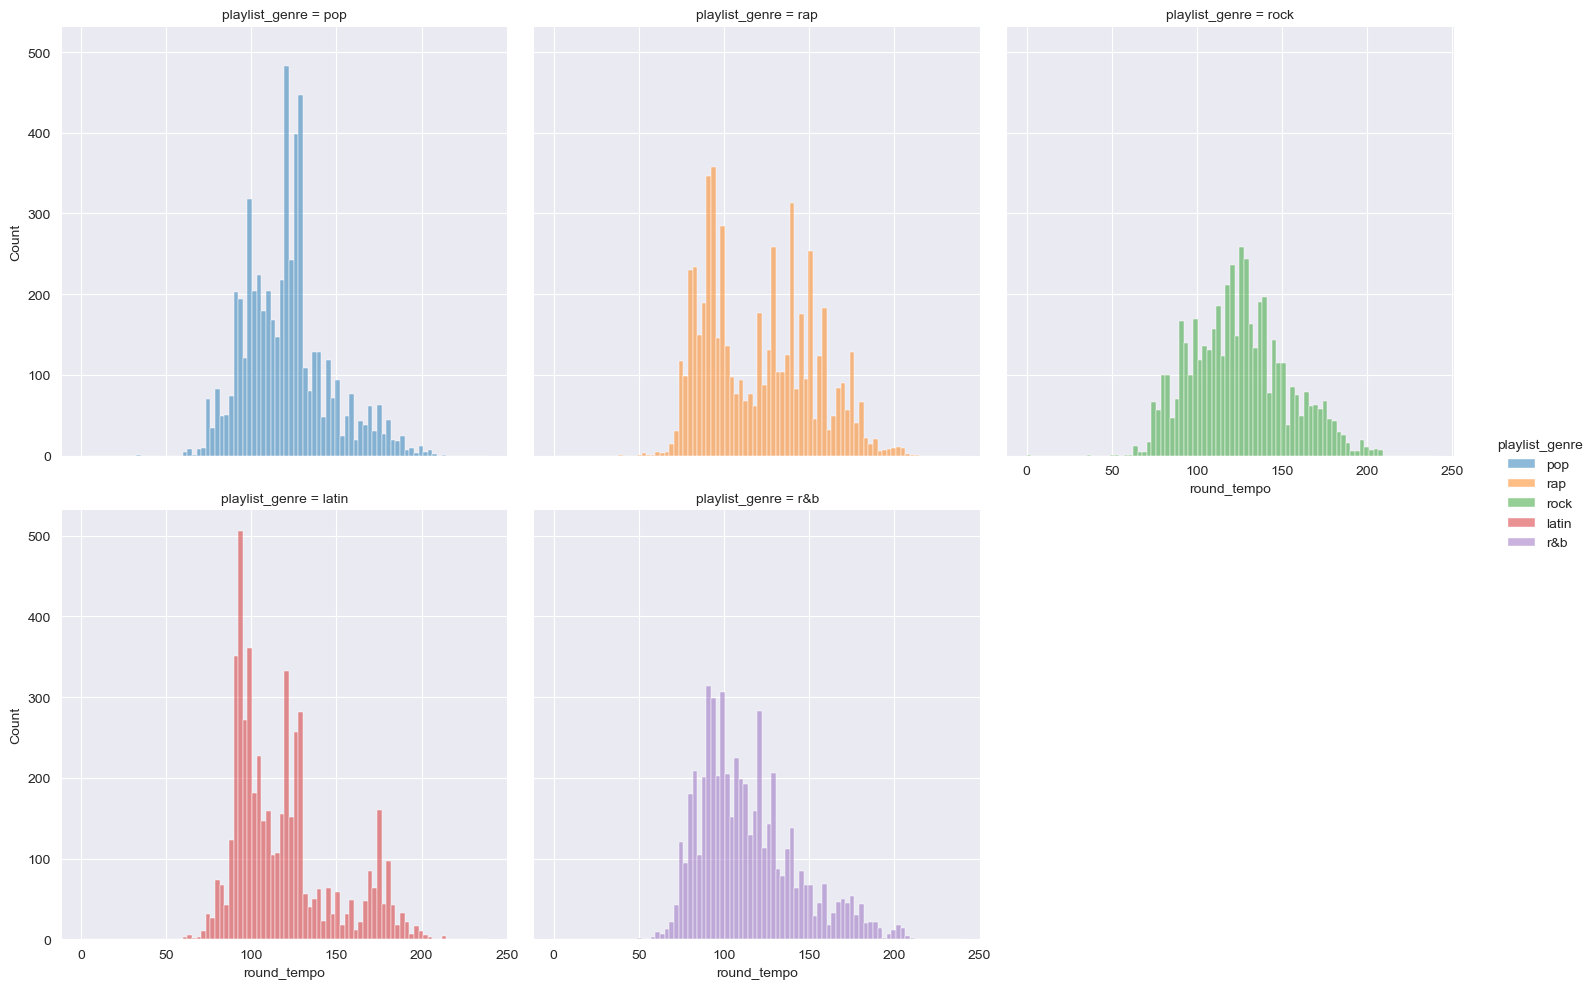 playlist_genre = pop
playlist_genre = rap
playlist_genre = rock
500
400
300
200
100
0
Count
0
50
100
150
200
250
round_tempo
playlist_genre
pop
rap
rock
latin
r&b
playlist_genre = latin
playlist_genre = r&b
500
400
300
200
100
0
Count
0
50
100
150
200
250
round_tempo
0
50
100
150
200
250
round_tempo